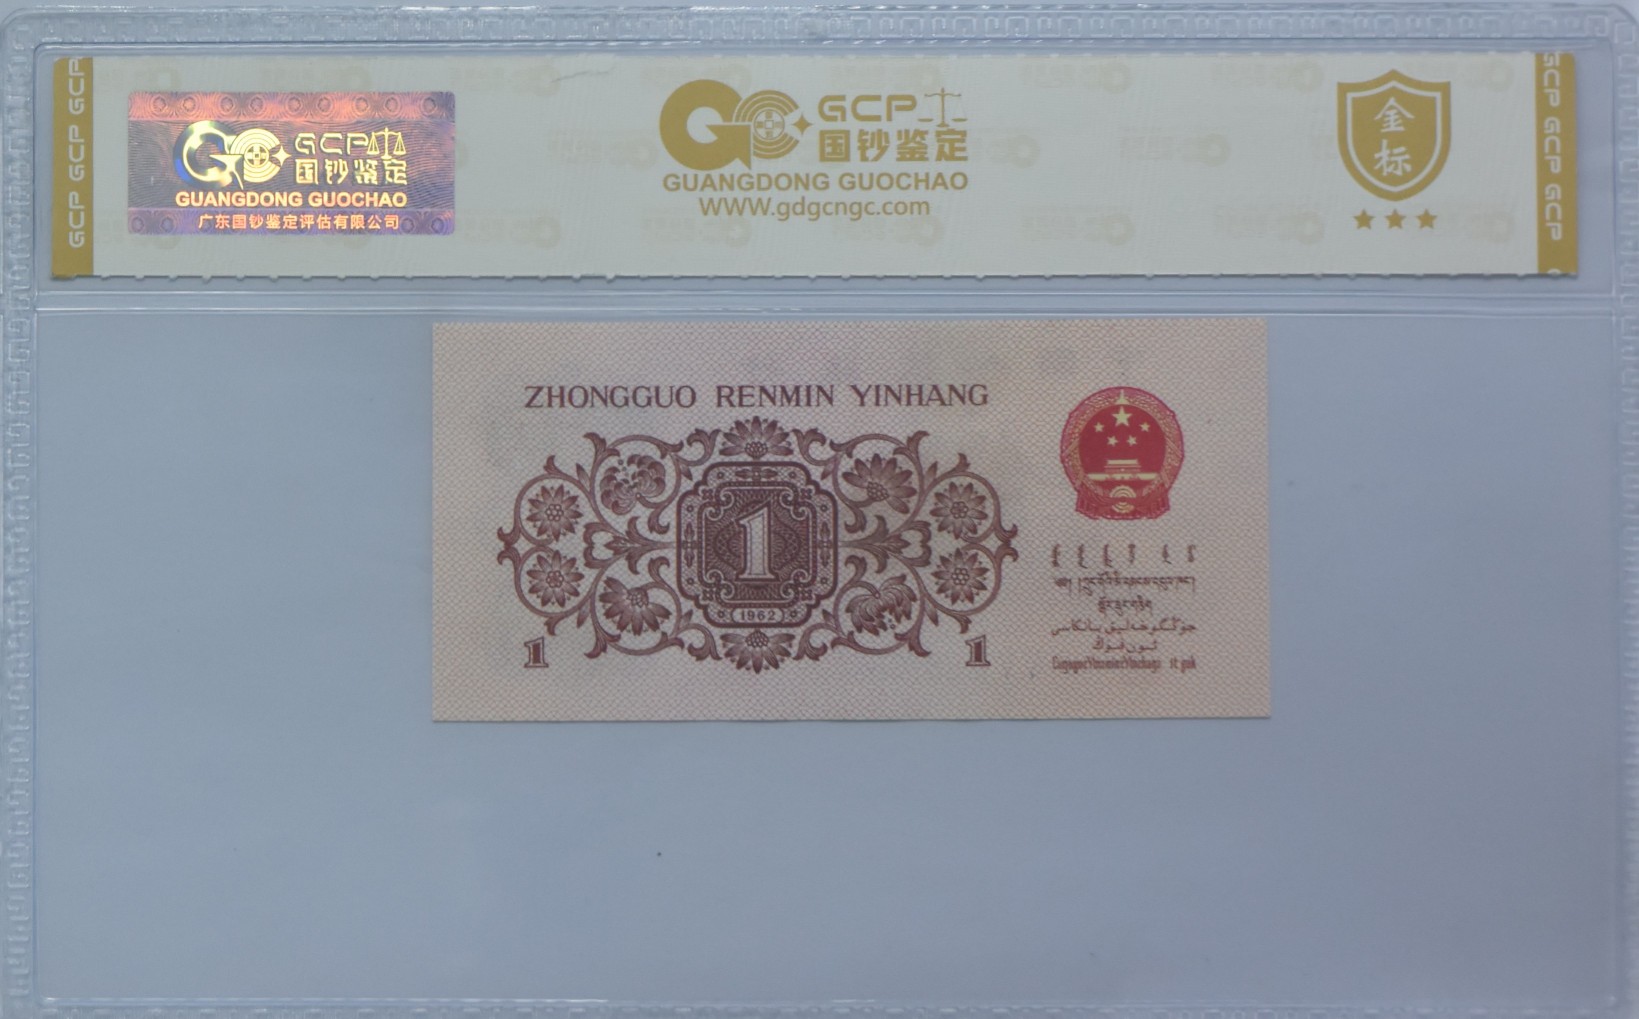 GCP GCP GCP
GCP
国钞鉴定
GUANGDONG GUOCHAO
广东国钞鉴定评估有限公司
GCP
国钞鉴定
GUANGDONG GUOCHAO
WWW.gdgcngc.com
金
标
GCP GCP GCP
ZHONGGUO RENMIN YINHANG
1
1962
1
1